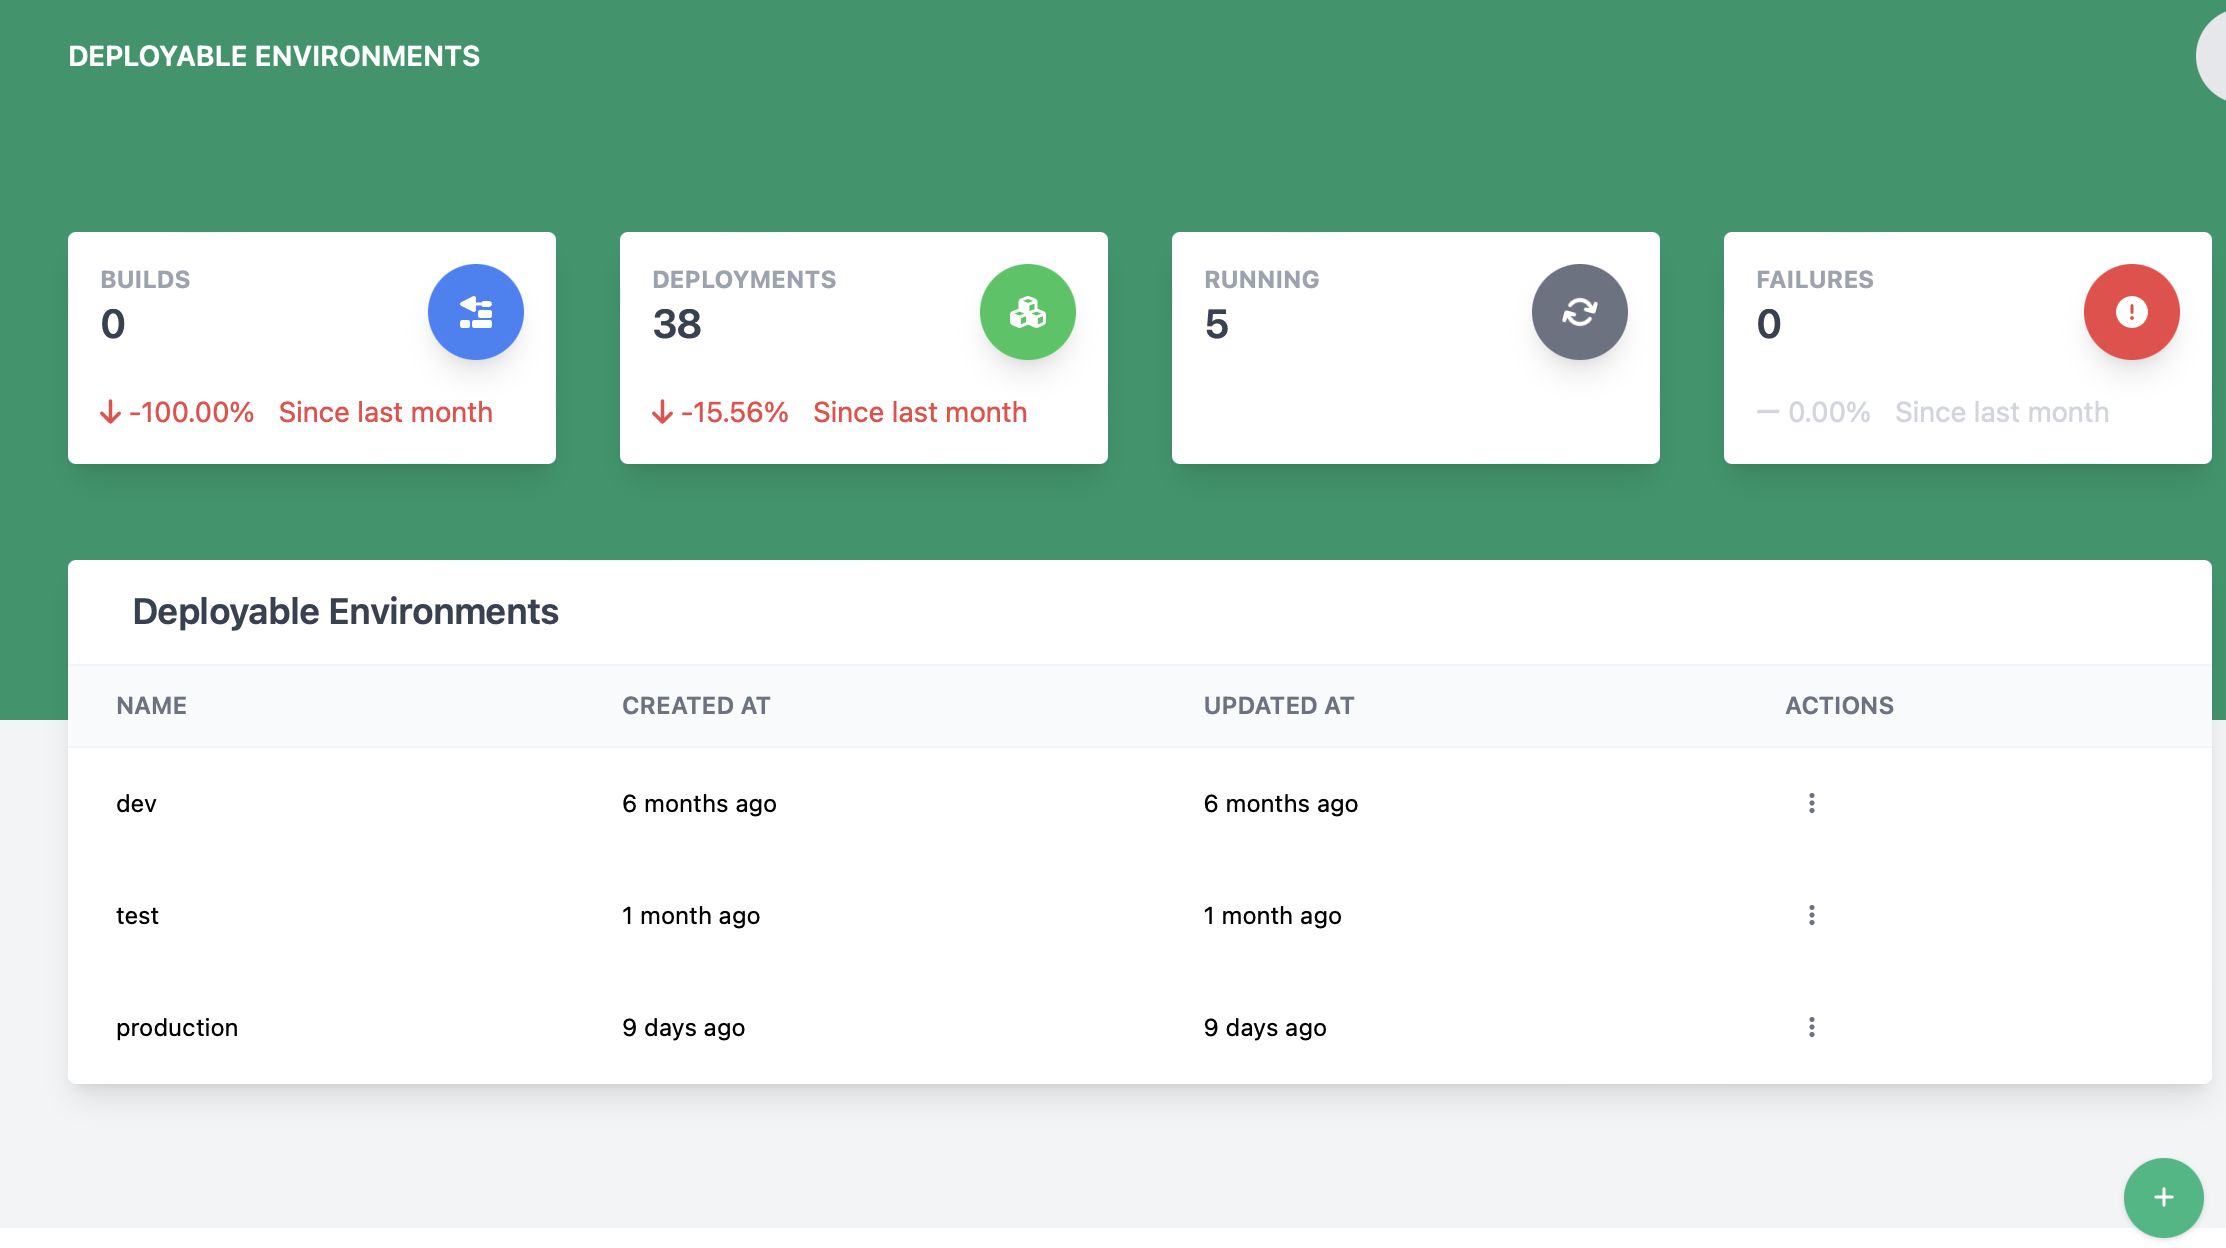 DEPLOYABLE ENVIRONMENTS
BUILDS
0
-100.00% Since last month
DEPLOYMENTS
38
-15.56% Since last month
RUNNING
5
FAILURES
0
0.00% Since last month
Deployable Environments
NAME CREATED AT UPDATED AT ACTIONS
dev 6 months ago 6 months ago
test 1 month ago 1 month ago
production 9 days ago 9 days ago